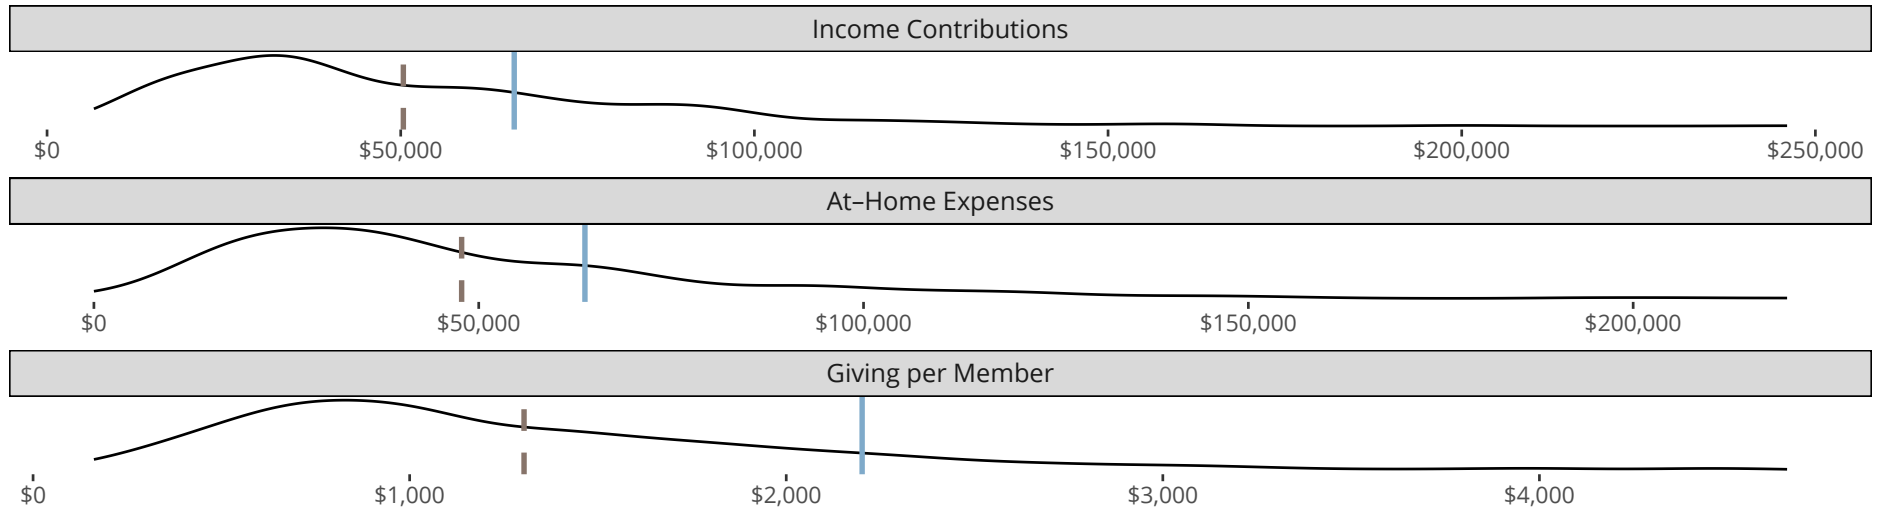 Income Contributions
$0 $50,000 $100,000 $150,000 $200,000 $250,000
At–Home Expenses
$0 $50,000 $100,000 $150,000 $200,000
Giving per Member
$0 $1,000 $2,000 $3,000 $4,000